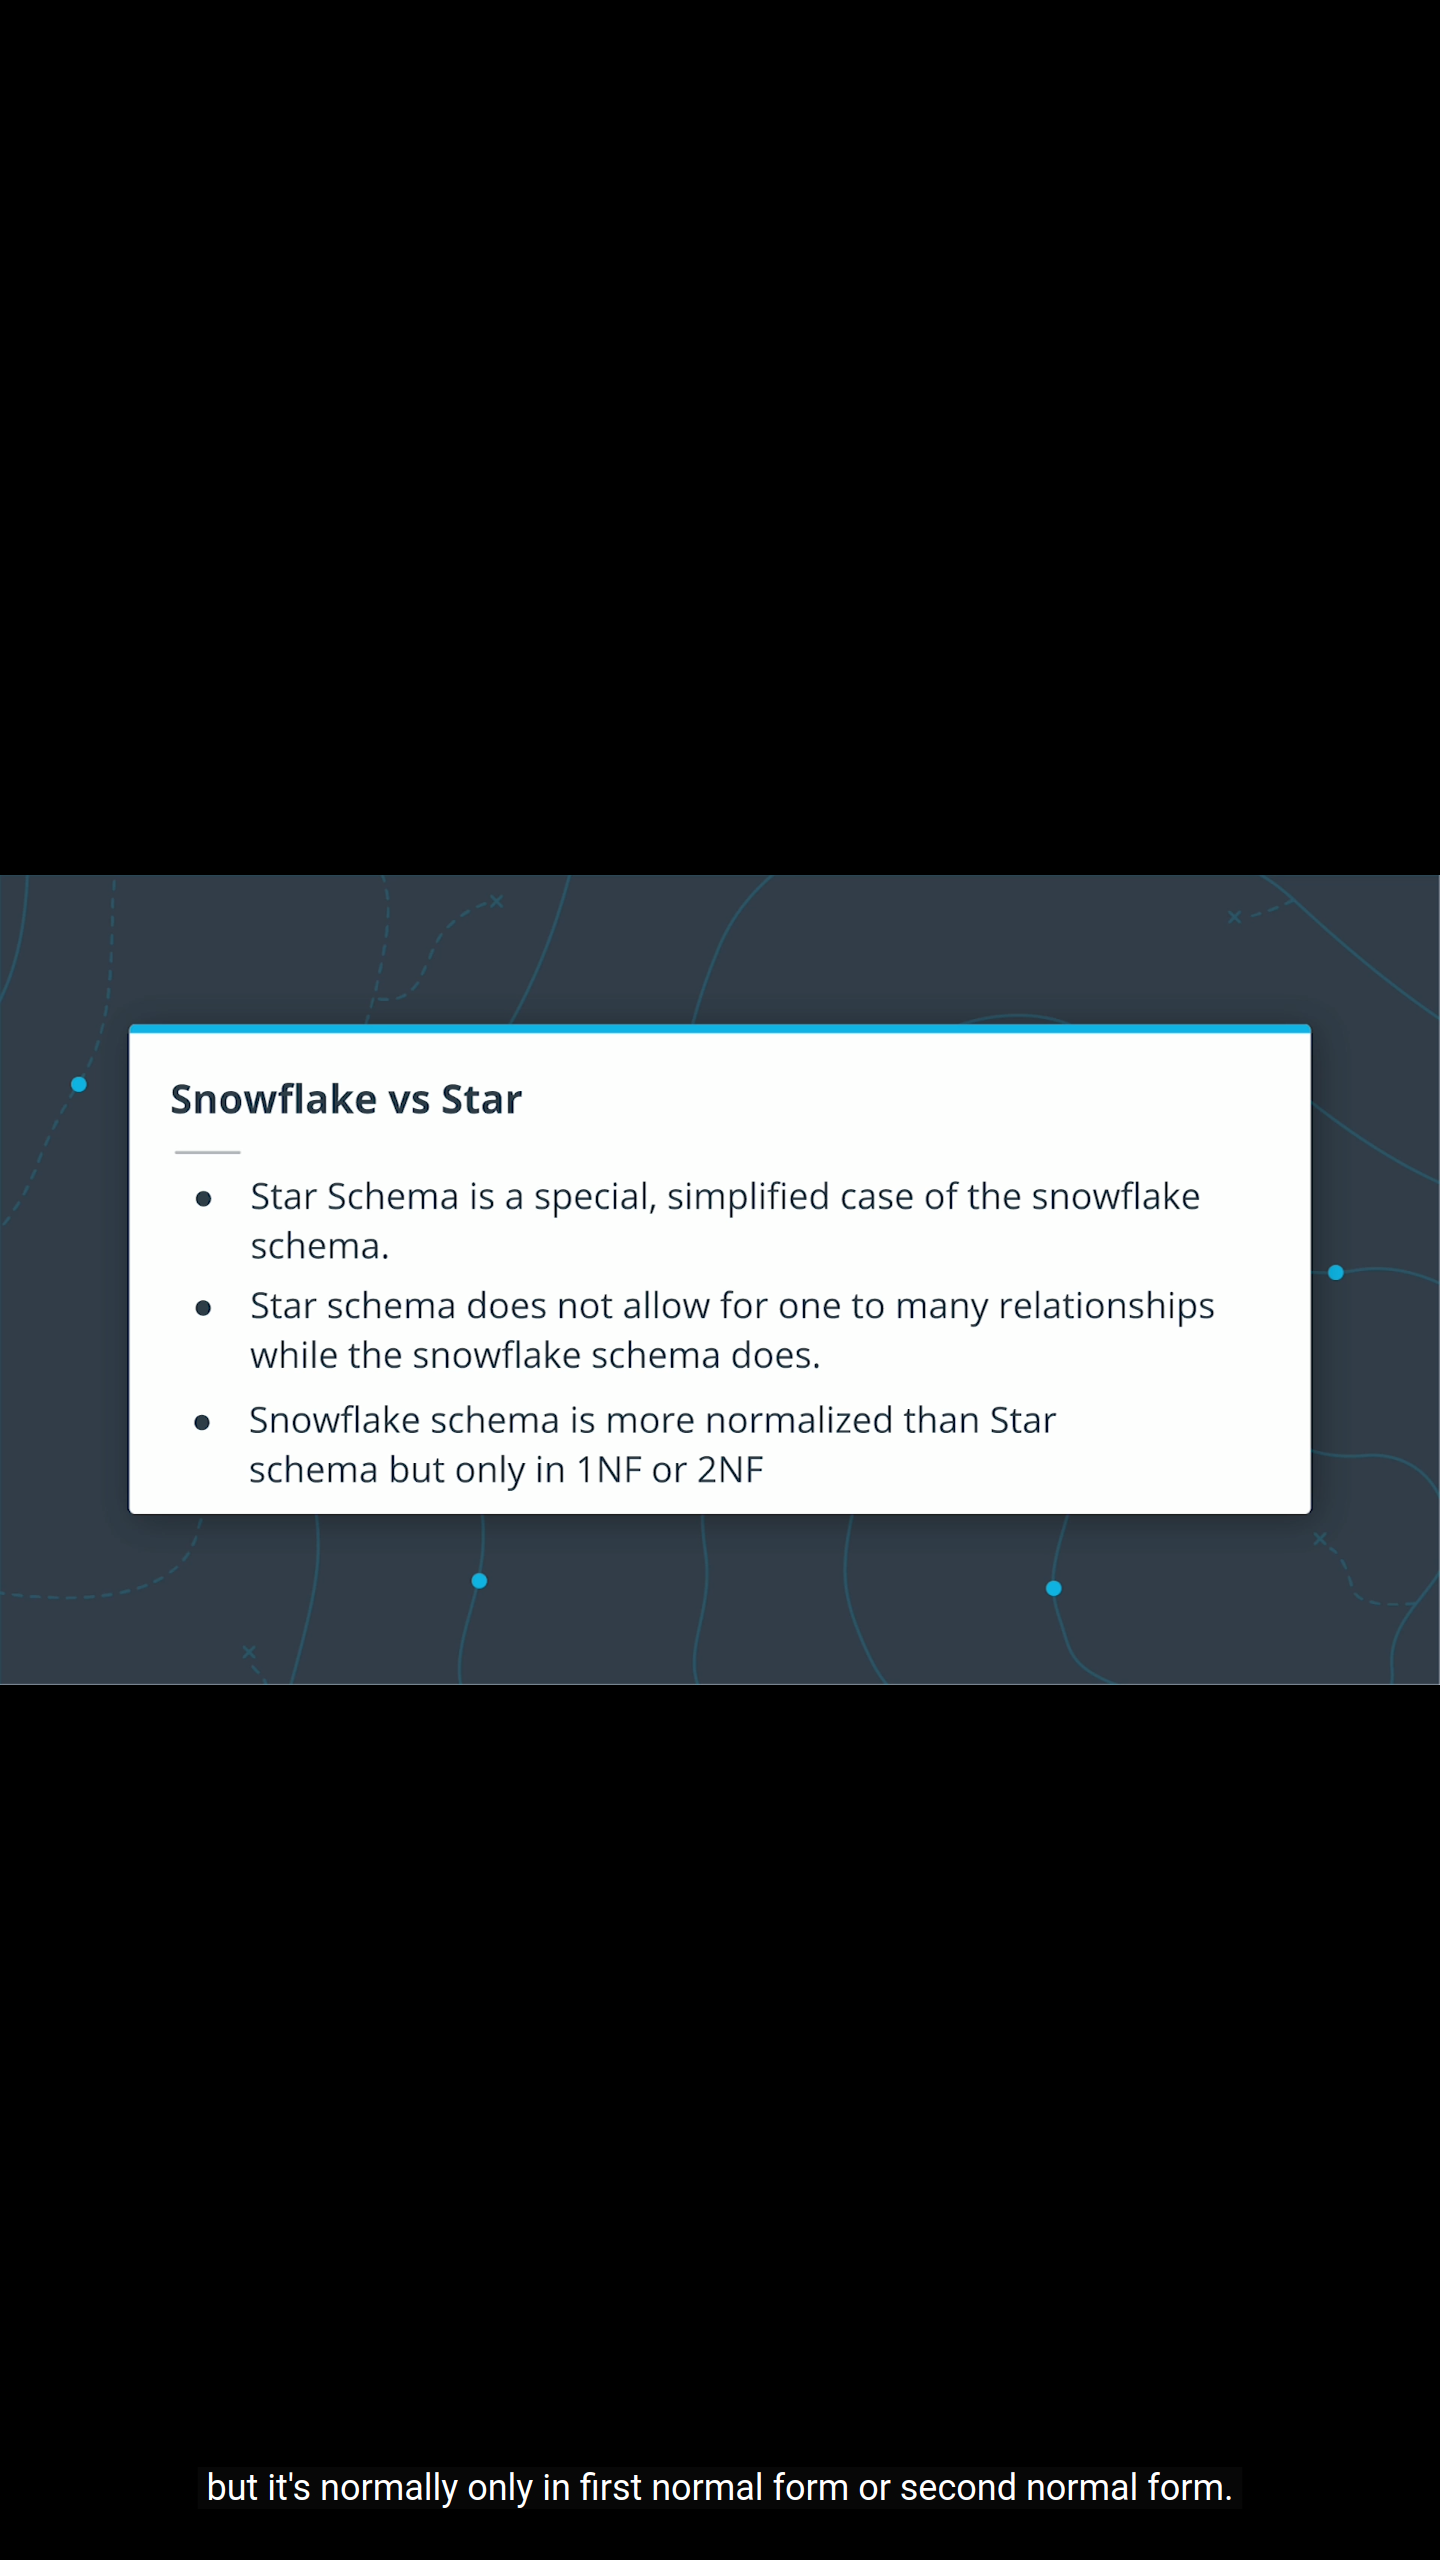 Snowflake vs Star
● Star Schema is a special, simplified case of the snowflake
schema.
● Star schema does not allow for one to many relationships
while the snowflake schema does.
● Snowflake schema is more normalized than Star
schema but only in 1NF or 2NF
but it's normally only in first normal form or second normal form.